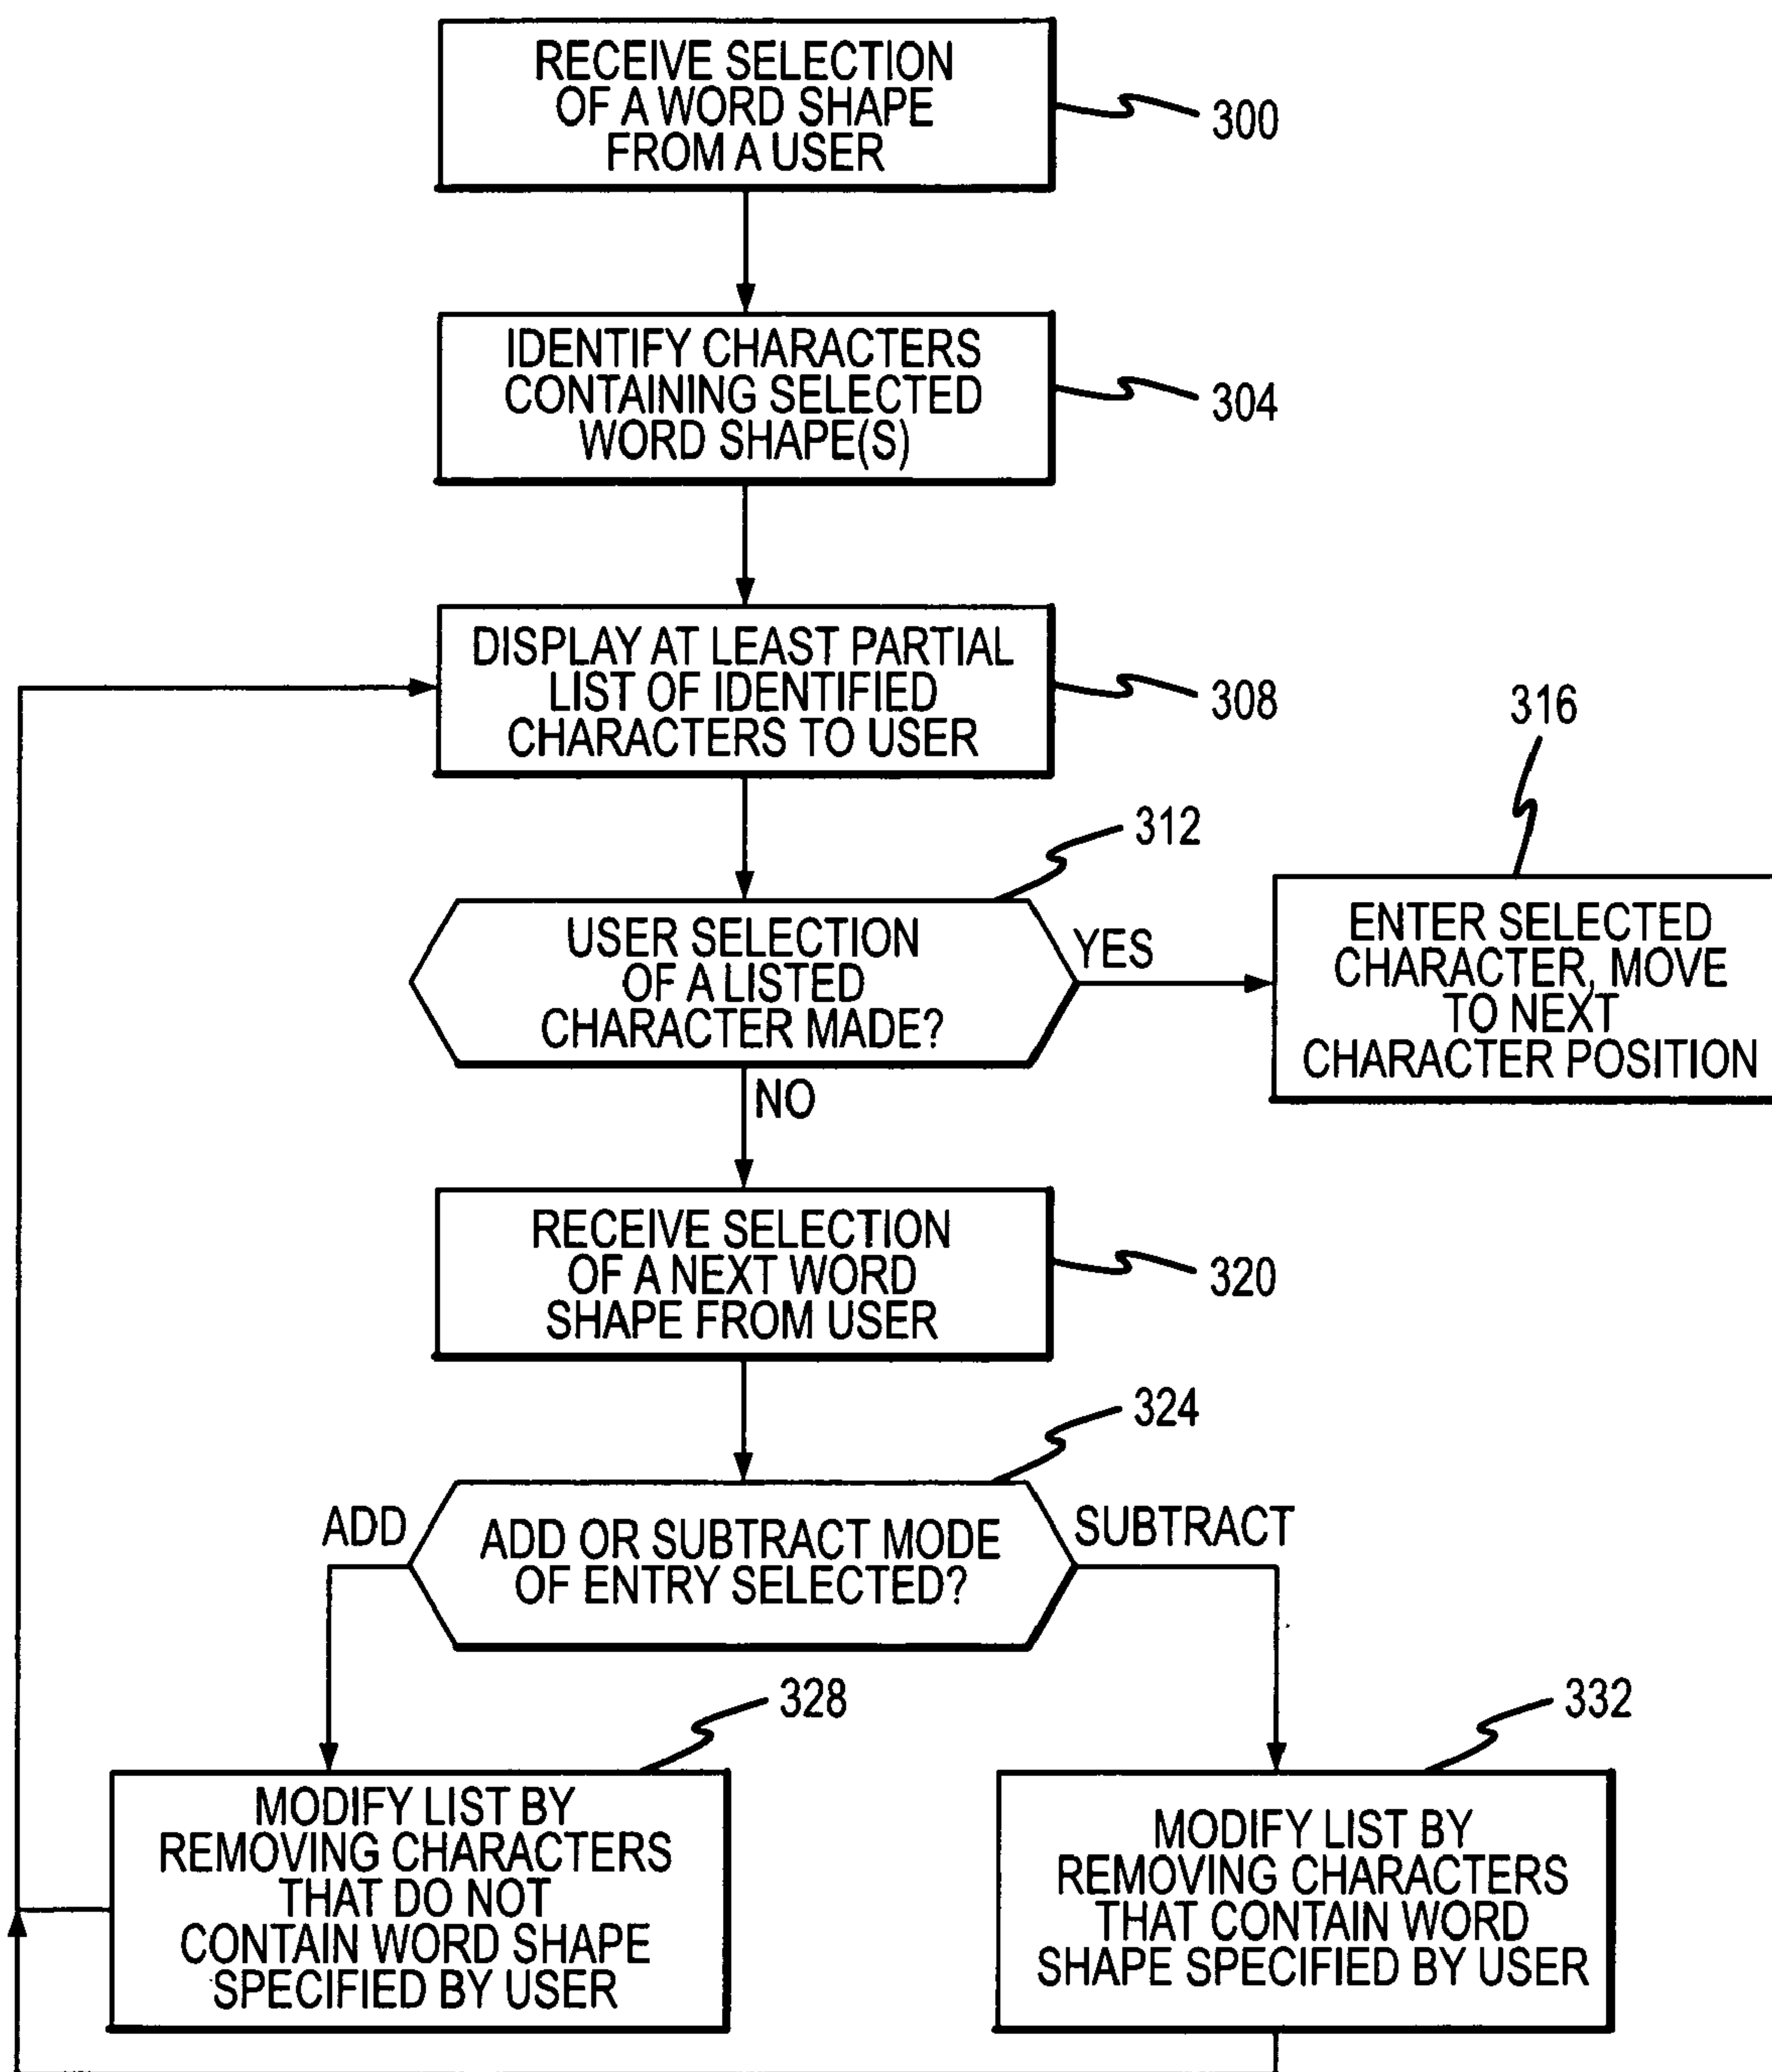 RECEIVE SELECTION
OF A WORD SHAPE
FROM A USER
300
IDENTIFY CHARACTERS
CONTAINING SELECTED
WORD SHAPE(S)
304
DISPLAY AT LEAST PARTIAL
LIST OF IDENTIFIED
CHARACTERS TO USER
308
316
312
USER SELECTION
OF A LISTED
CHARACTER MADE?
YES
ENTER SELECTED
CHARACTER, MOVE
TO NEXT
CHARACTER POSITION
NO
RECEIVE SELECTION
OF A NEXT WORD
SHAPE FROM USER
320
324
ADD
ADD OR SUBTRACT MODE
OF ENTRY SELECTED?
SUBTRACT
328
332
MODIFY LIST BY
REMOVING CHARACTERS
THAT DO NOT
CONTAIN WORD SHAPE
SPECIFIED BY USER
MODIFY LIST BY
REMOVING CHARACTERS
THAT CONTAIN WORD
SHAPE SPECIFIED BY USER